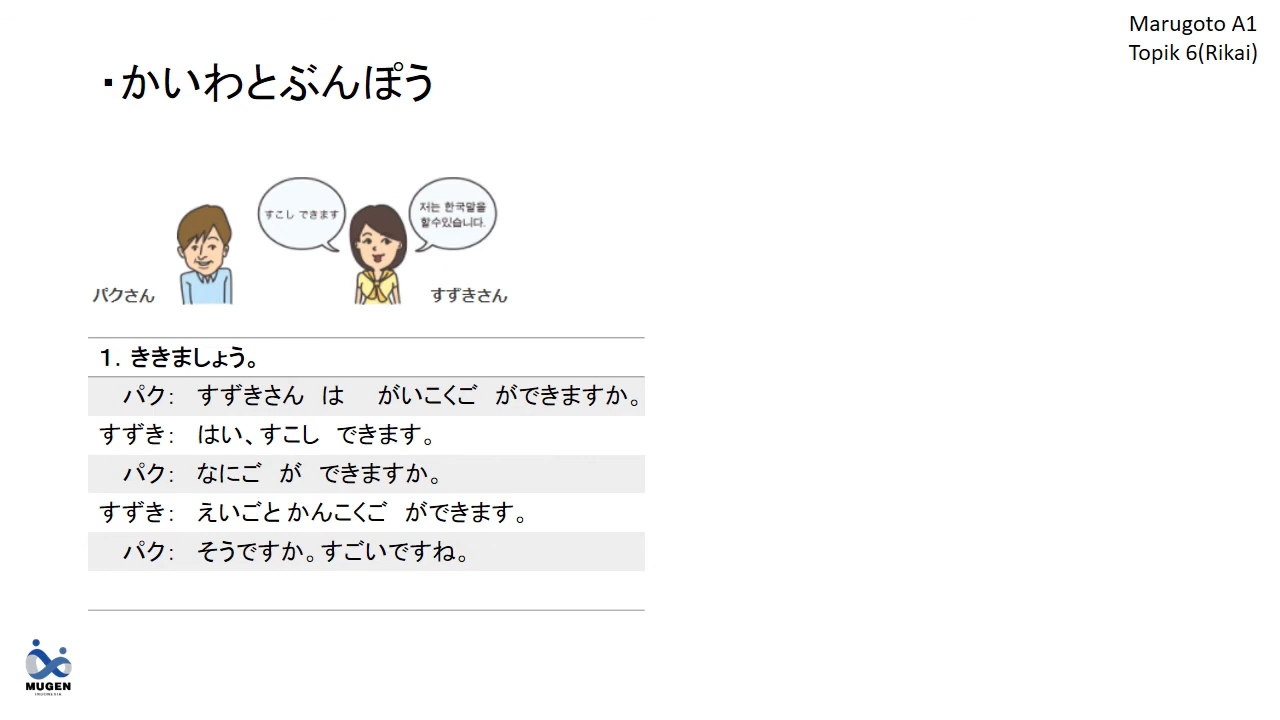 Marugoto A1
Topik 6(Rikai)
・かいわとぶんぽう
すこし できます
저는 한국말을
할수있습니다.
パクさん
すずきさん
1. ききましょう。
パク： すずきさん は がいこくご ができますか。
すずき： はい、すこし できます。
パク： なにご が できますか。
すずき： えいごと かんこくご ができます。
パク： そうですか。すごいですね。
MUGEN
INDONESIA